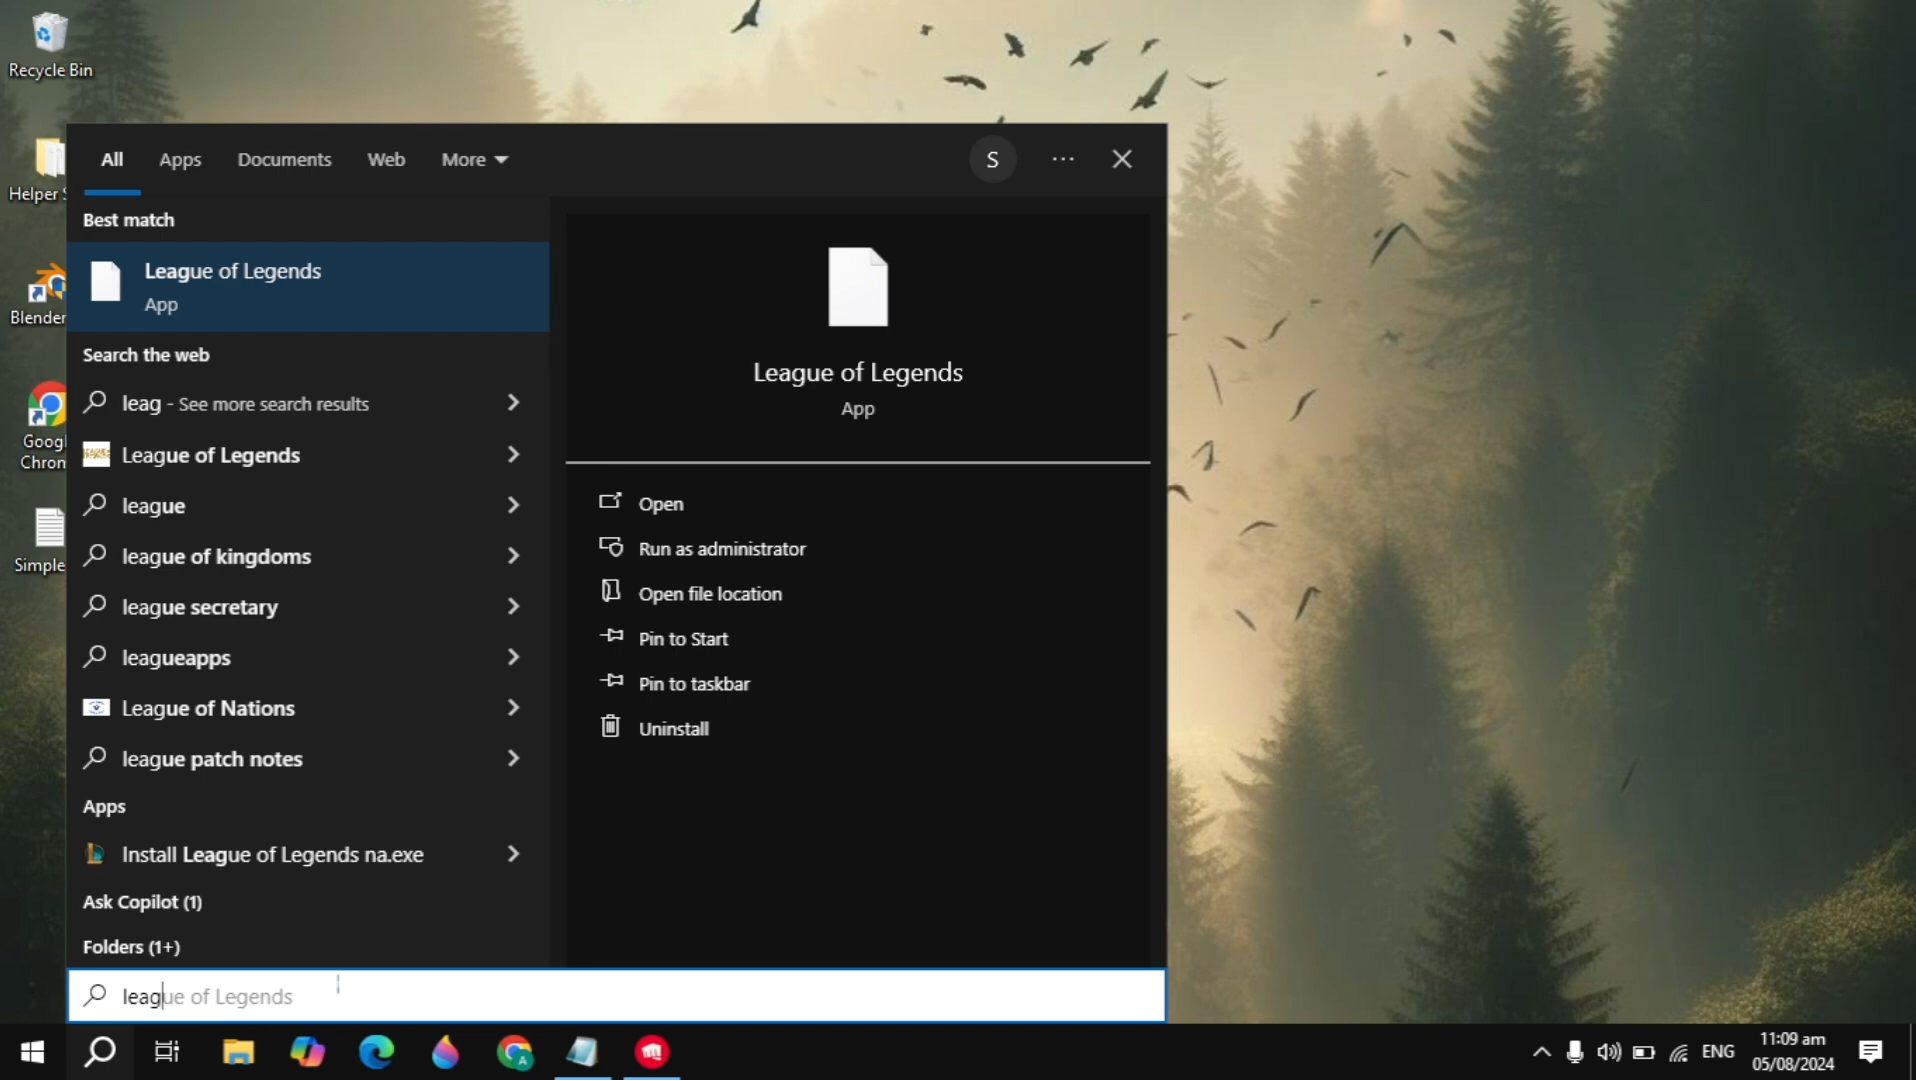 Recycle Bin
Helper S
Blender
Goog
Chrom
Simple
All
Apps
Documents
Web
More
S
Best match
League of Legends
App
Search the web
leag - See more search results
League of Legends
league
league of kingdoms
league secretary
leagueapps
League of Nations
league patch notes
Apps
Install League of Legends na.exe
Ask Copilot (1)
Folders (1+)
league of Legends
League of Legends
App
Open
Run as administrator
Open file location
Pin to Start
Pin to taskbar
Uninstall
A
ENG
11:09 am
05/08/2024